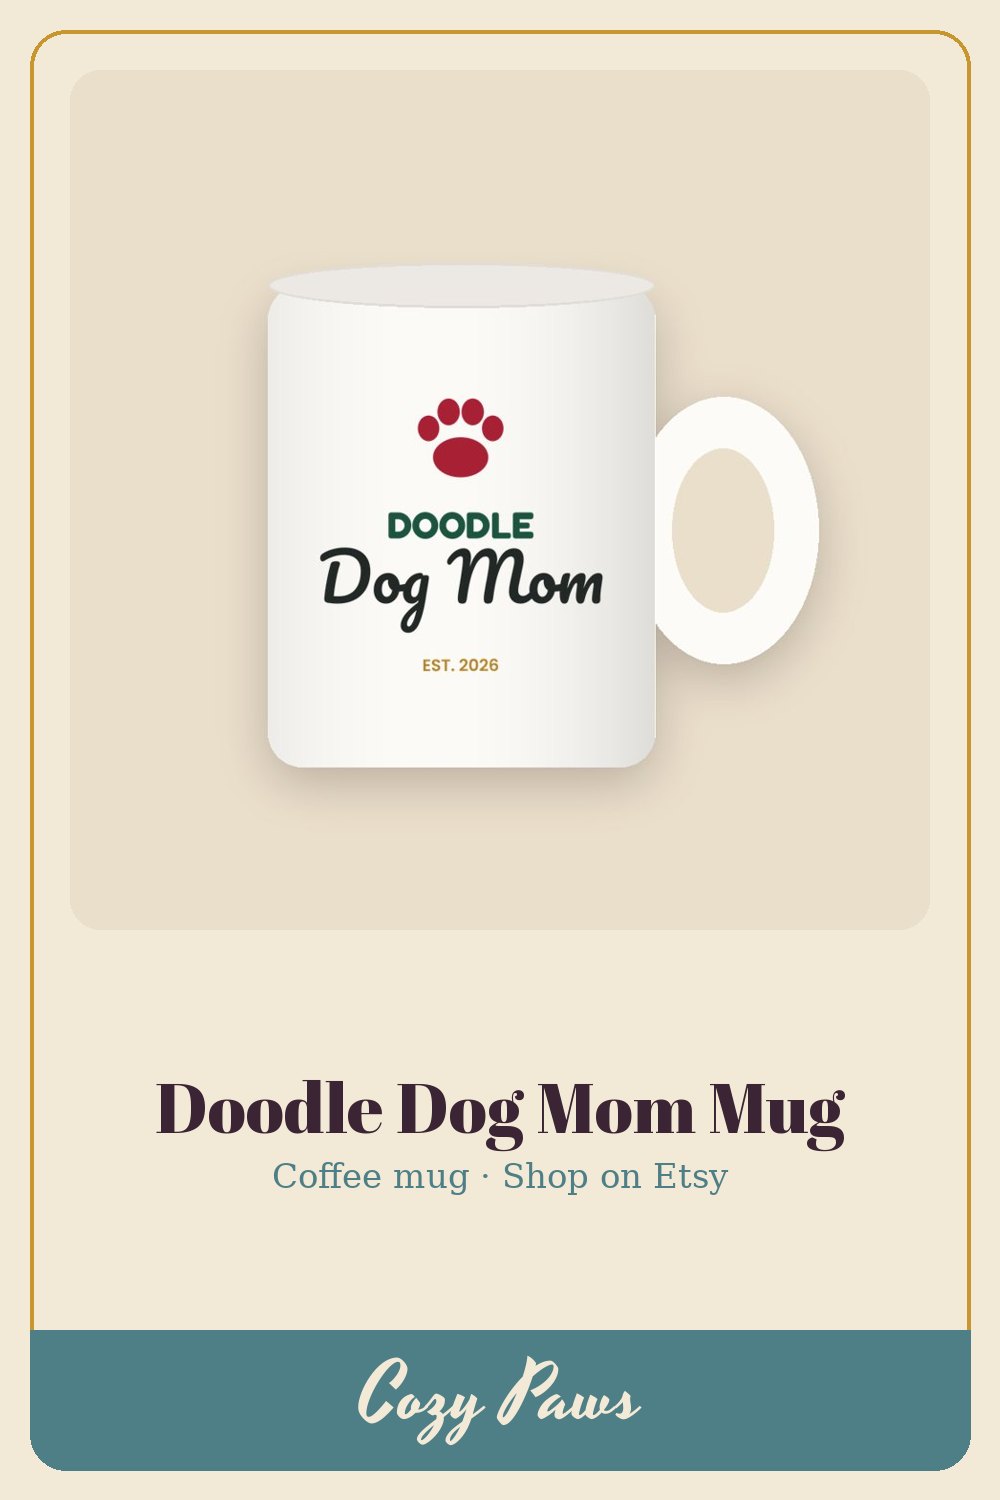 DOODLE
Dog Mom
EST. 2026
Doodle Dog Mom Mug
Coffee mug · Shop on Etsy
Cozy Paws